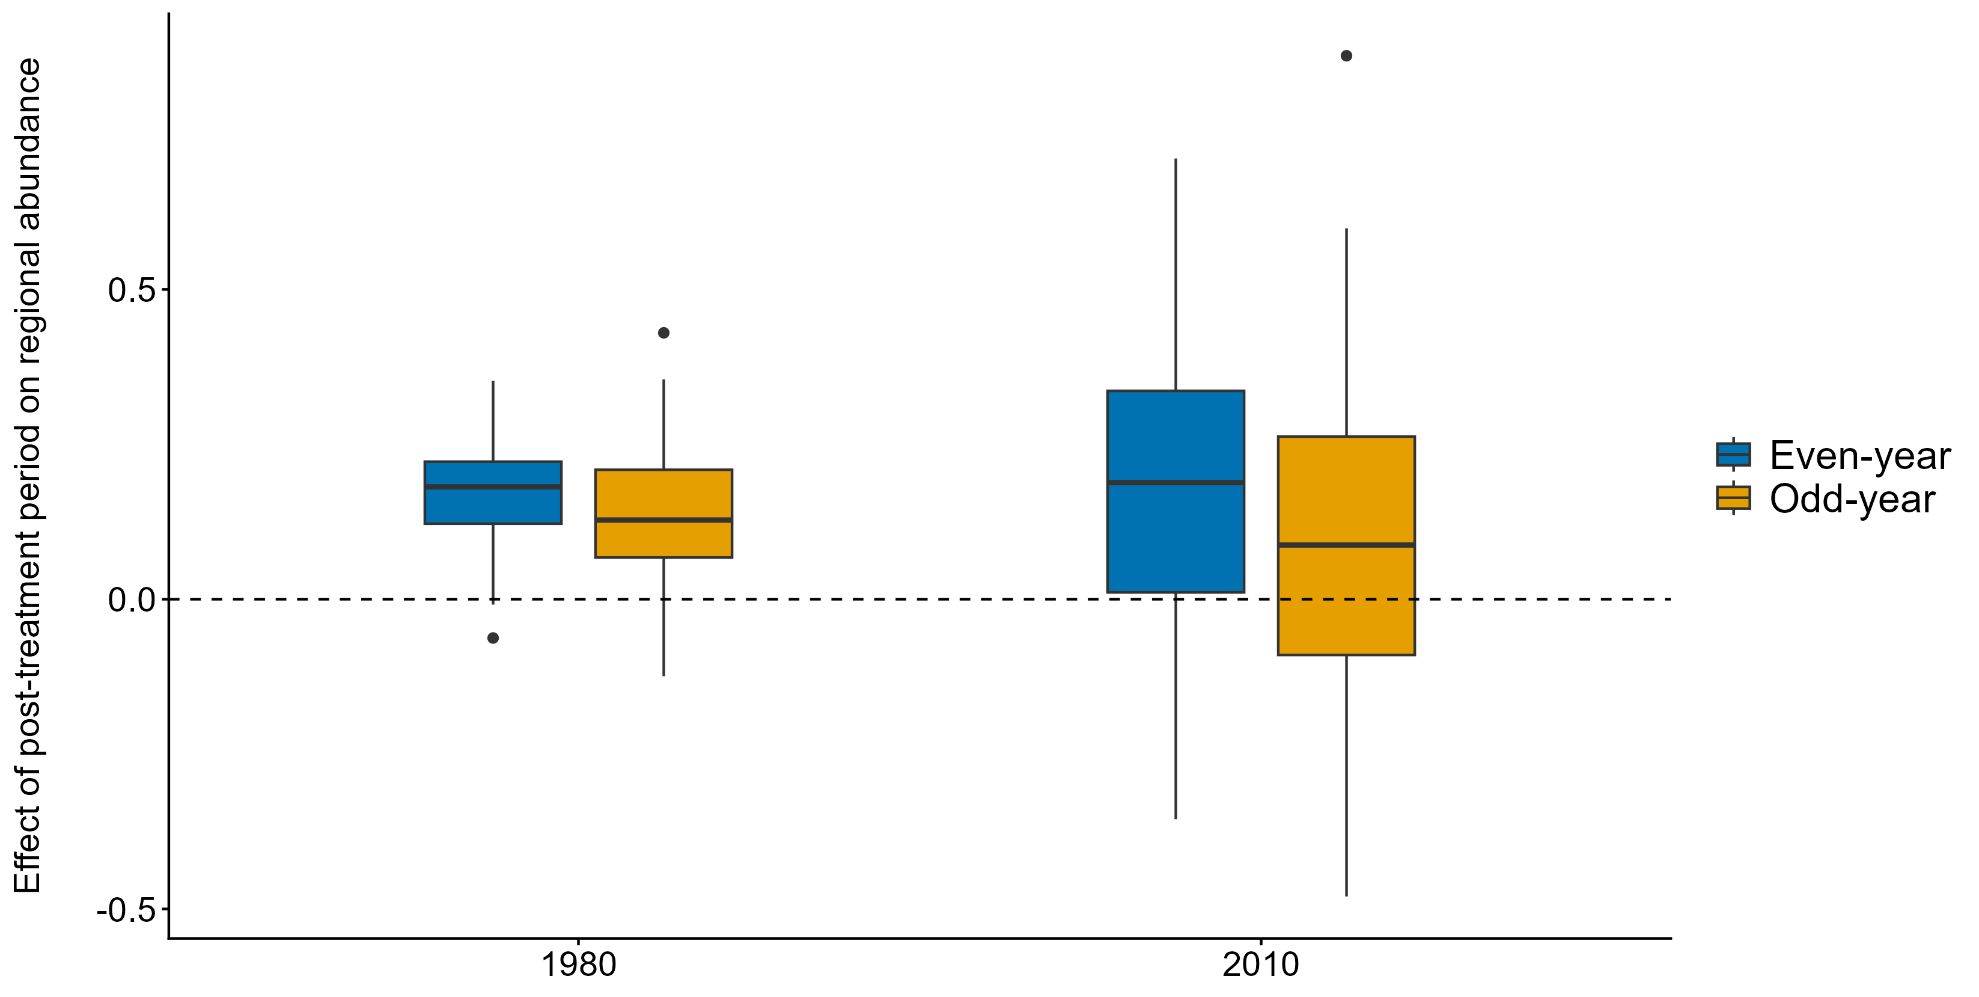 Effect of post-treatment period on regional abundance
0.5
0.0
-0.5
1980
2010
Even-year
Odd-year